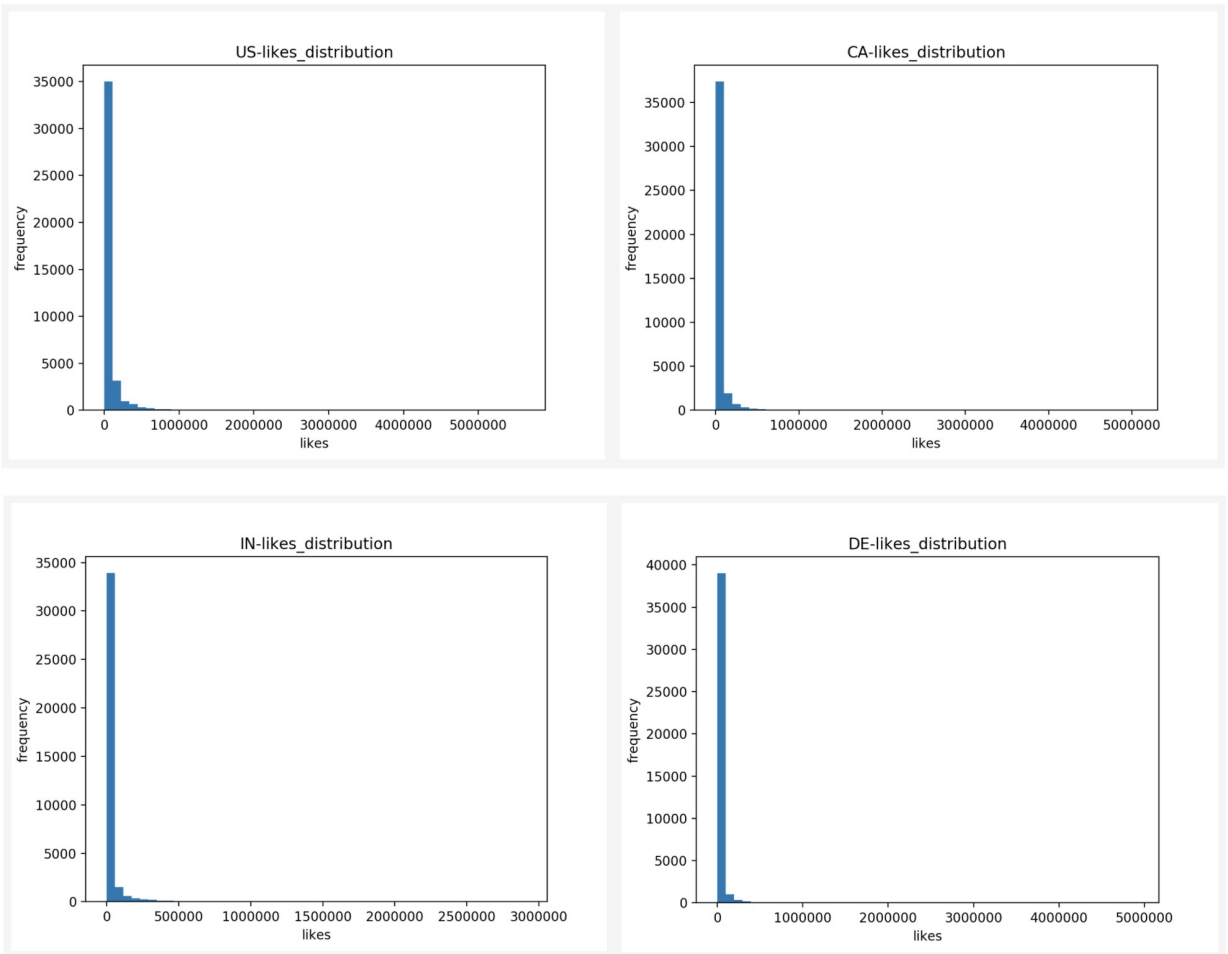 US-likes_distribution
35000
30000
25000
20000
15000
10000
5000
0
frequency
0 1000000 2000000 3000000 4000000 5000000
likes
CA-likes_distribution
35000
30000
25000
20000
15000
10000
5000
0
frequency
0 1000000 2000000 3000000 4000000 5000000
likes
IN-likes_distribution
35000
30000
25000
20000
15000
10000
5000
0
frequency
0 500000 1000000 1500000 2000000 2500000 3000000
likes
DE-likes_distribution
40000
35000
30000
25000
20000
15000
10000
5000
0
frequency
0 1000000 2000000 3000000 4000000 5000000
likes